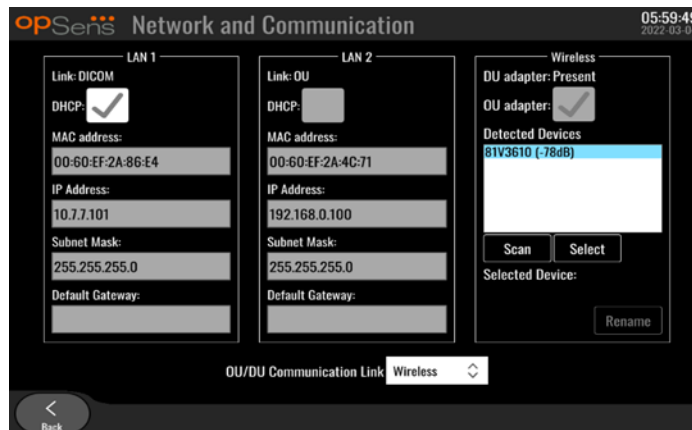 opSens Network and Communication
05:59:49
2022-03-0
LAN 1
Link: DICOM
DHCP:
MAC address:
00:60:EF:2A:86:E4
IP Address:
10.7.7.101
Subnet Mask:
255.255.255.0
Default Gateway:
LAN 2
Link: OU
DHCP:
MAC address:
00:60:EF:2A:4C:71
IP Address:
192.168.0.100
Subnet Mask:
255.255.255.0
Default Gateway:
Wireless
DU adapter: Present
OU adapter:
Detected Devices
81V3610 (-78dB)
Scan Select
Selected Device:
Rename
OU/DU Communication Link Wireless
Back